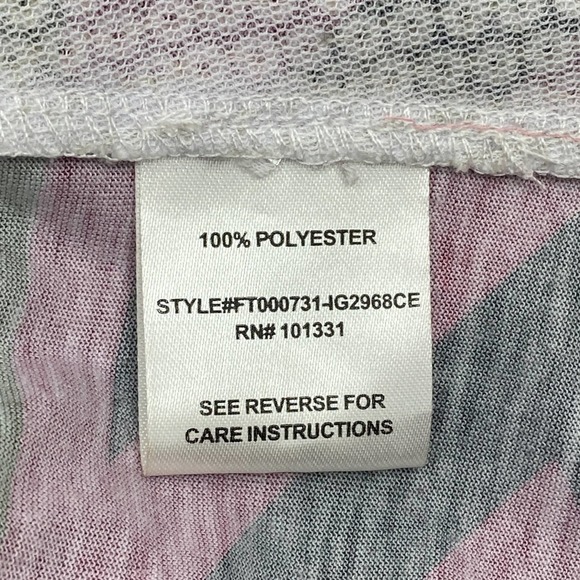 100% POLYESTER
STYLE#FT000731-IG2968CE
RN# 101331
SEE REVERSE FOR
CARE INSTRUCTIONS